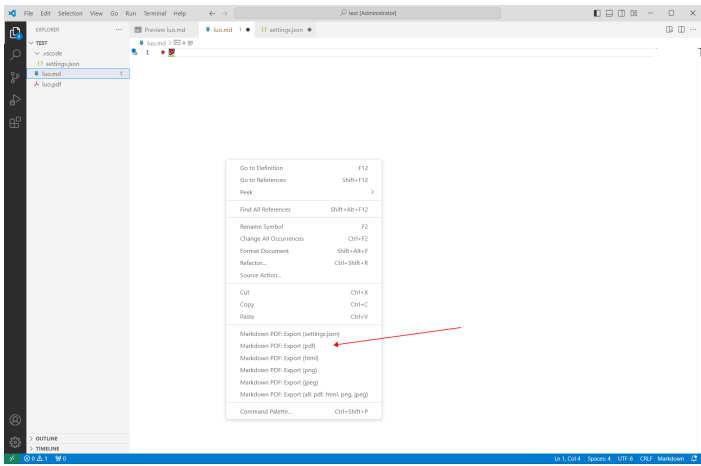 File Edit Selection View Go Run Terminal Help
test [Administrator]
EXPLORER
TEST
.vscode
settings.json
luo.md 1
luo.pdf
Preview luo.md
luo.md 1
settings.json
luo.md
1 #
Go to Definition F12
Go to References Shift+F12
Peek
Find All References Shift+Alt+F12
Rename Symbol F2
Change All Occurrences Ctrl+F2
Format Document Shift+Alt+F
Refactor... Ctrl+Shift+R
Source Action...
Cut Ctrl+X
Copy Ctrl+C
Paste Ctrl+V
Markdown PDF: Export (settings.json)
Markdown PDF: Export (pdf)
Markdown PDF: Export (html)
Markdown PDF: Export (png)
Markdown PDF: Export (jpeg)
Markdown PDF: Export (all: pdf, html, png, jpeg)
Command Palette... Ctrl+Shift+P
OUTLINE
TIMELINE
0 1 0
Ln 1, Col 4 Spaces: 4 UTF-8 CRLF Markdown